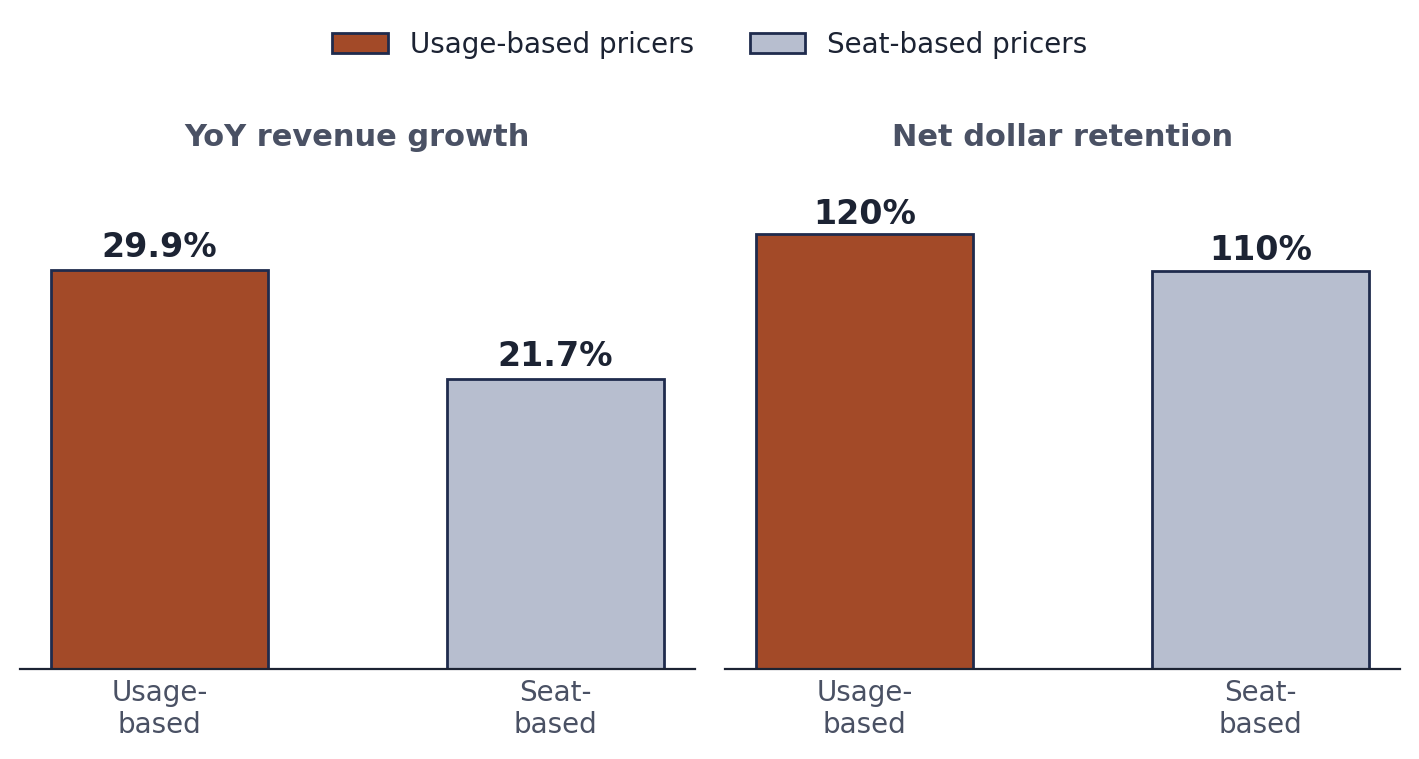 Usage-based pricers
Seat-based pricers
YoY revenue growth
29.9%
21.7%
Usage-
based
Seat-
based
Net dollar retention
120%
110%
Usage-
based
Seat-
based